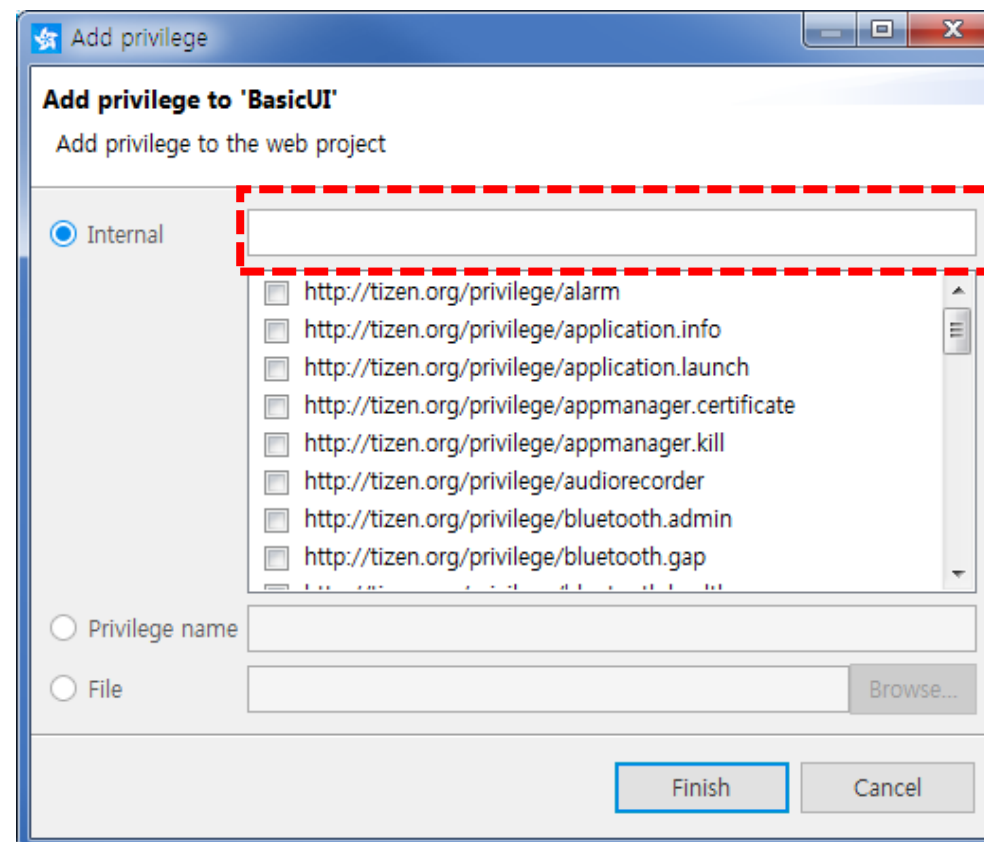 Add privilege
Add privilege to 'BasicUI'
Add privilege to the web project
Internal
http://tizen.org/privilege/alarm
http://tizen.org/privilege/application.info
http://tizen.org/privilege/application.launch
http://tizen.org/privilege/appmanager.certificate
http://tizen.org/privilege/appmanager.kill
http://tizen.org/privilege/audiorecorder
http://tizen.org/privilege/bluetooth.admin
http://tizen.org/privilege/bluetooth.gap
Privilege name
File
Browse...
Finish
Cancel